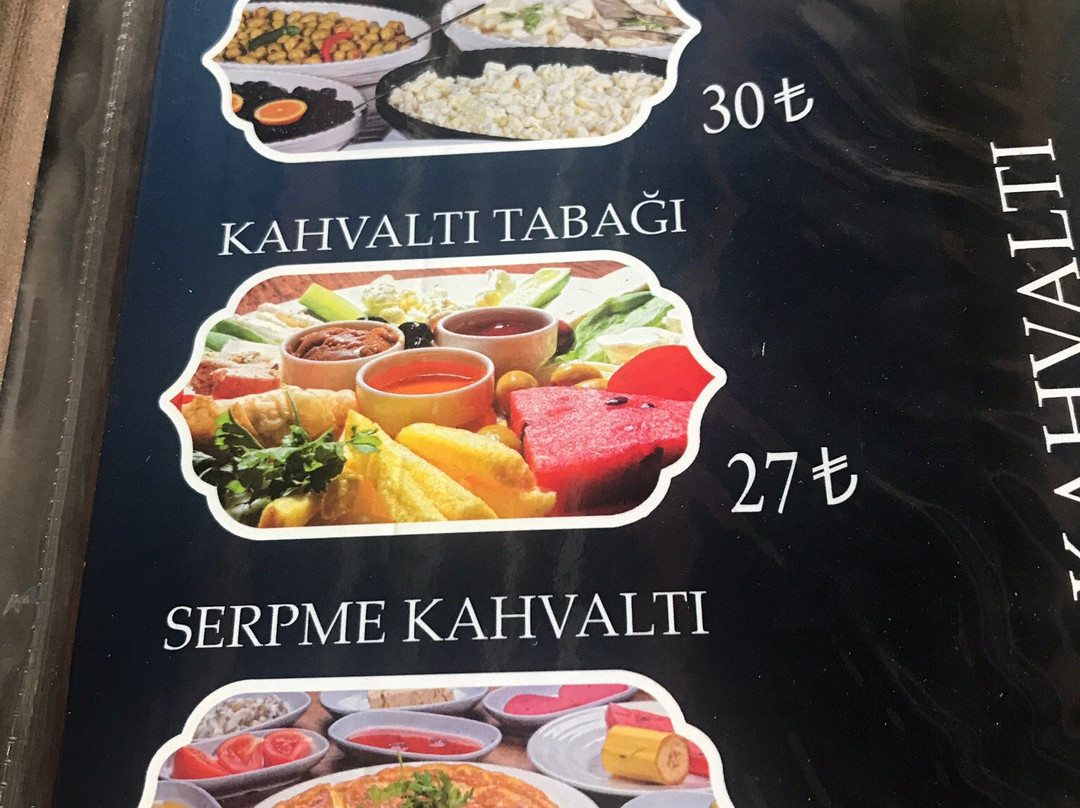 30₺
KAHVALTI TABAĞI
27₺
SERPME KAHVALTI
KAHVALTI